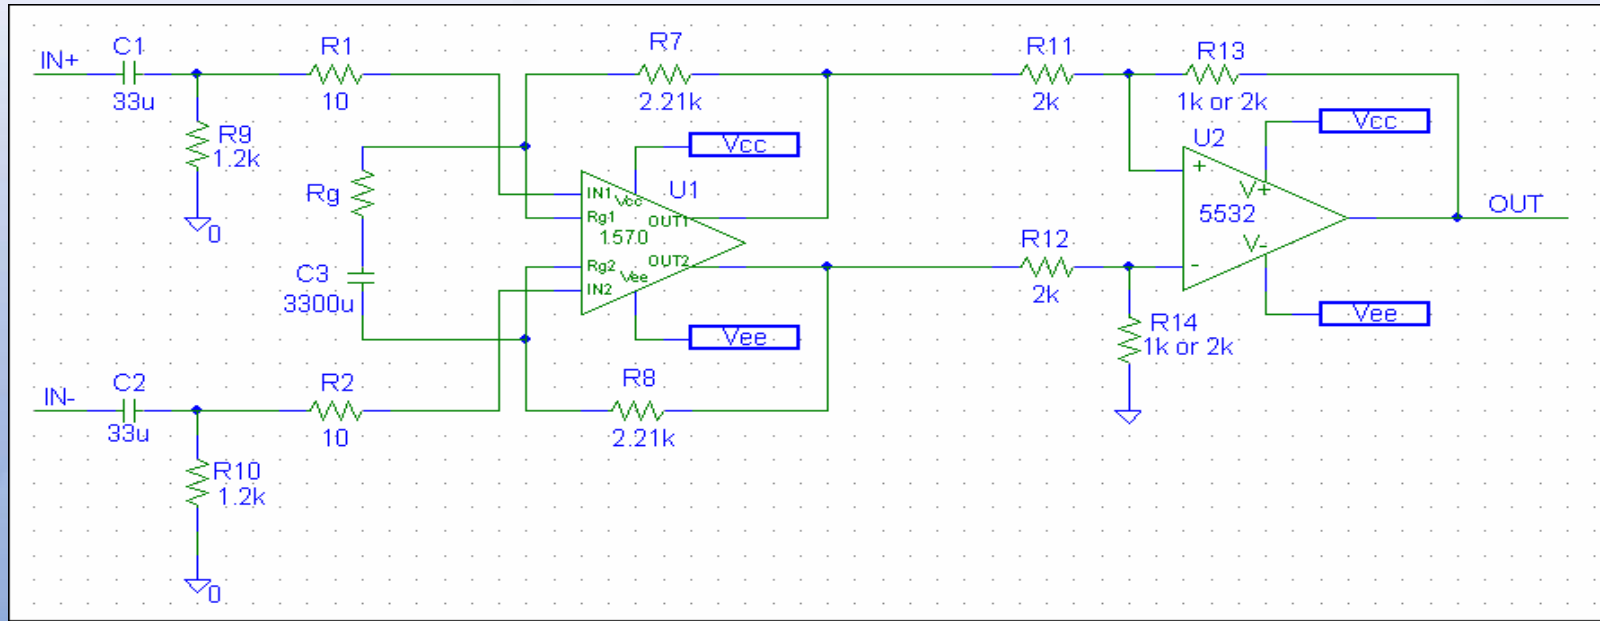 IN+
C1
33u
R1
10
R9
1.2k
0
R7
2.21k
Vcc
Rg
C3
3300u
IN1
Vcc
Rg1
OUT1
1570
Rg2
Vee
OUT2
IN2
U1
Vee
R8
2.21k
IN-
C2
33u
R2
10
R10
1.2k
0
R11
2k
R13
1k or 2k
Vcc
U2
+
V+
5532
V-
-
OUT
R12
2k
R14
1k or 2k
Vee